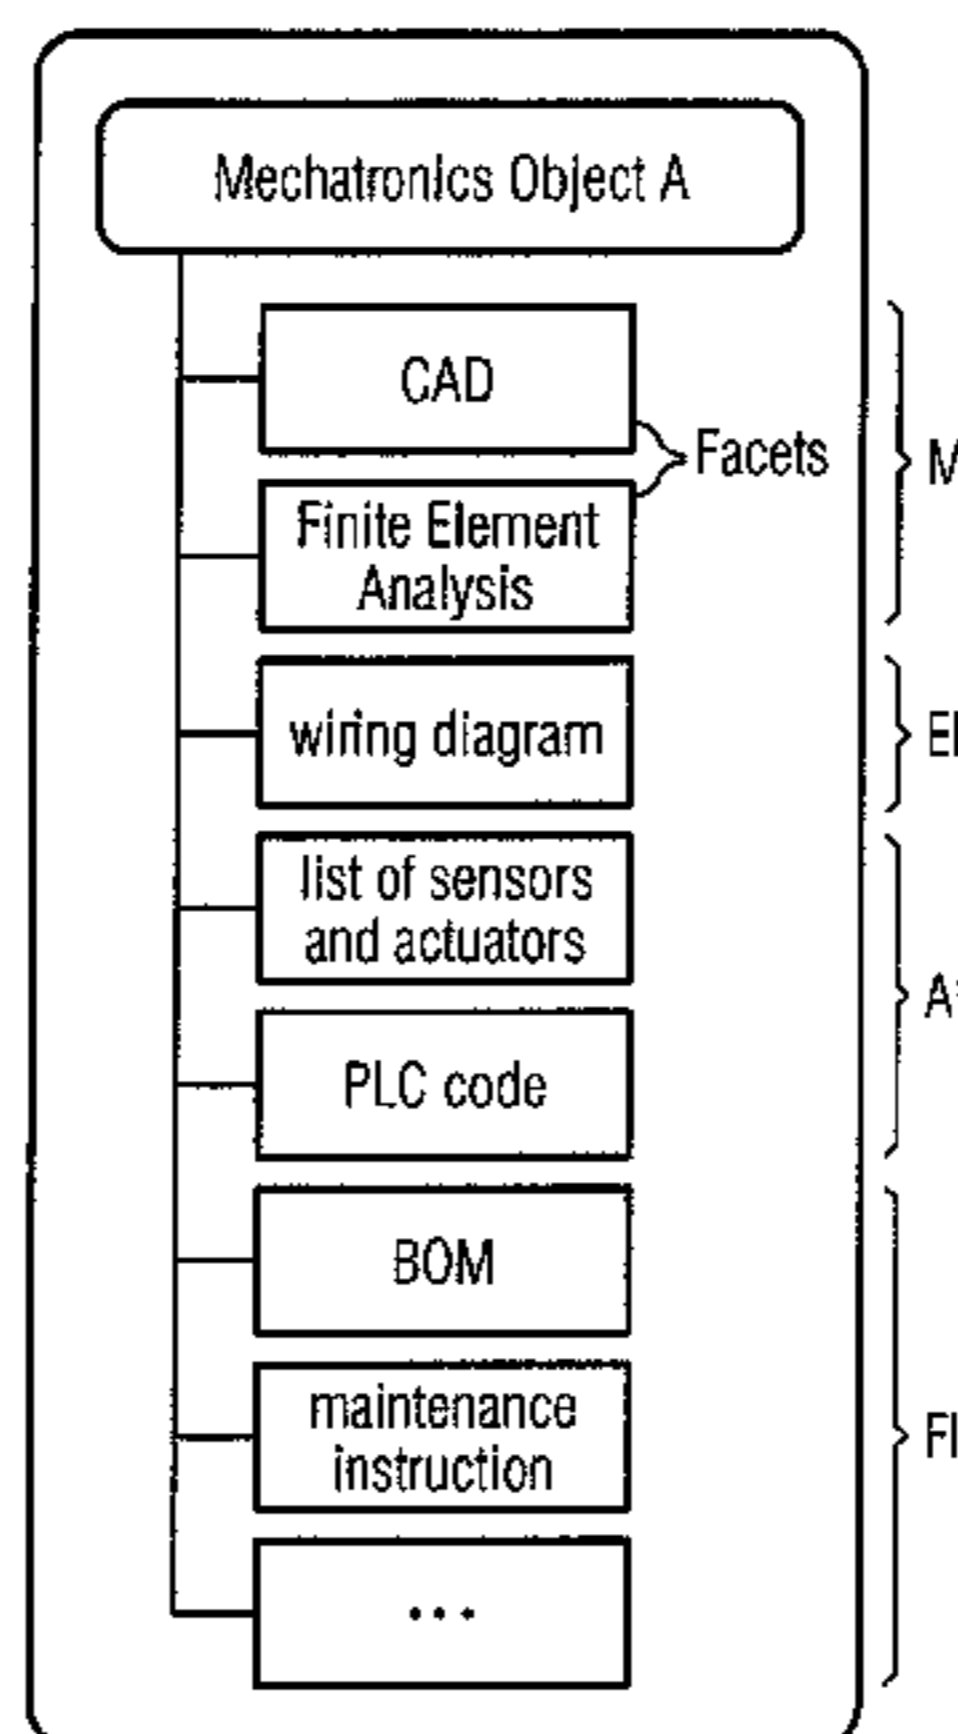 Mechatronics Object A
CAD
Facets
Finite Element
Analysis
wiring diagram
list of sensors
and actuators
PLC code
BOM
maintenance
instruction
...